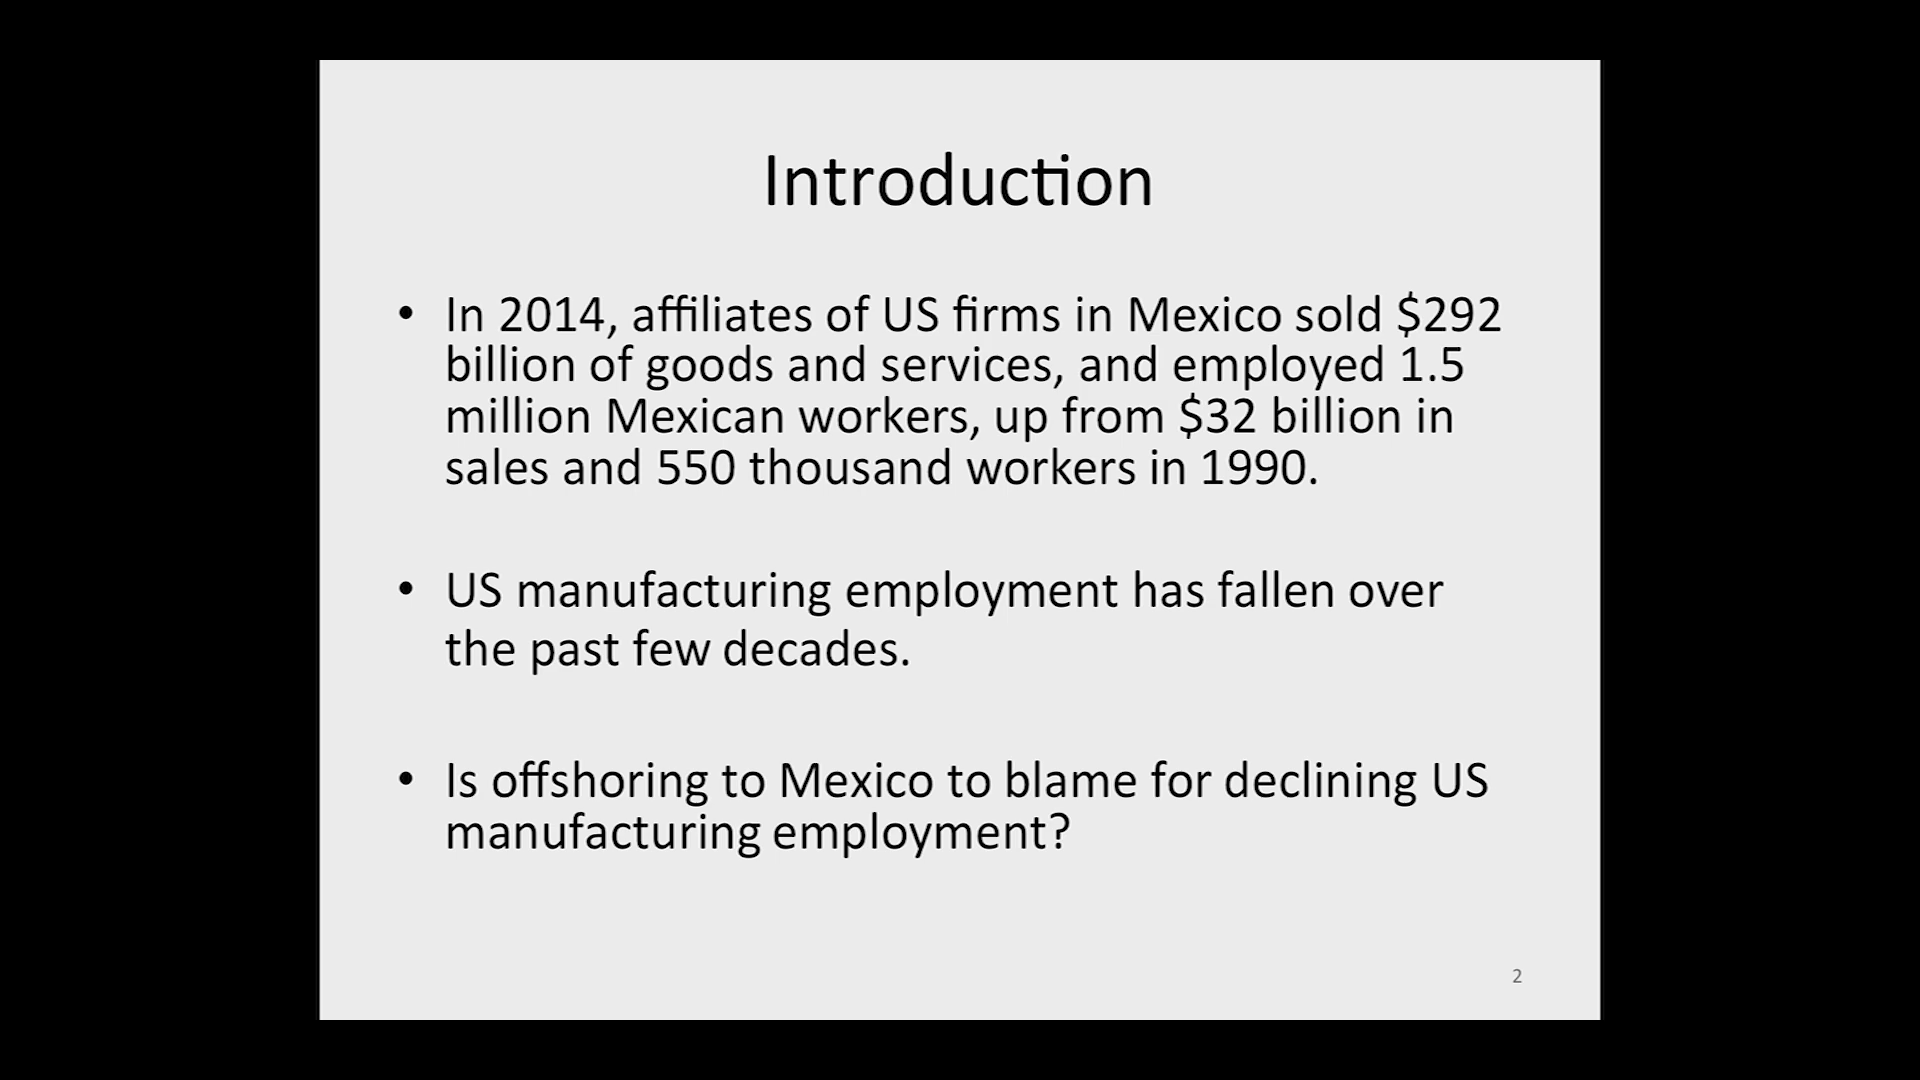 Introduction
• In 2014, affiliates of US firms in Mexico sold $292
billion of goods and services, and employed 1.5
million Mexican workers, up from $32 billion in
sales and 550 thousand workers in 1990.
• US manufacturing employment has fallen over
the past few decades.
• Is offshoring to Mexico to blame for declining US
manufacturing employment?
2